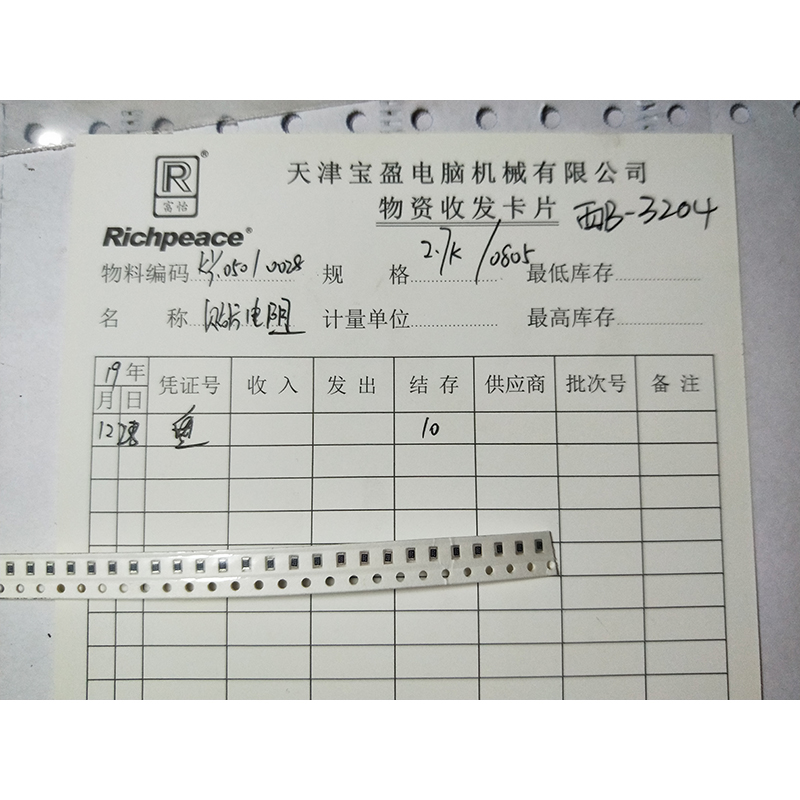 R®
富怡
Richpeace®
天津宝盈电脑机械有限公司
物资收发卡片 西B-3204
物料编码 05010028 规格 2.7K/0805 最低库存
名称 贴片电阻 计量单位 最高库存
19年 凭证号 收入 发出 结存 供应商 批次号 备注
月 日
12 10